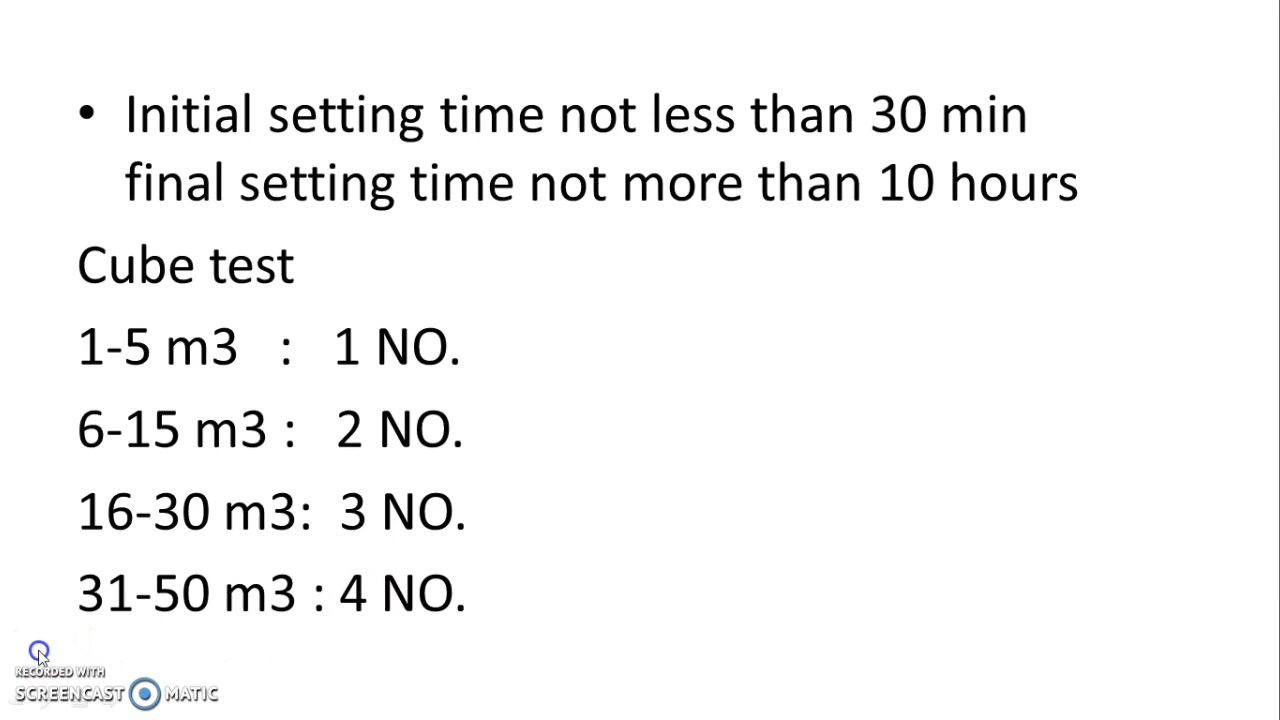 • Initial setting time not less than 30 min
final setting time not more than 10 hours
Cube test
1-5 m3 : 1 NO.
6-15 m3 : 2 NO.
16-30 m3: 3 NO.
31-50 m3 : 4 NO.
RECORDED WITH
SCREENCAST MATIC